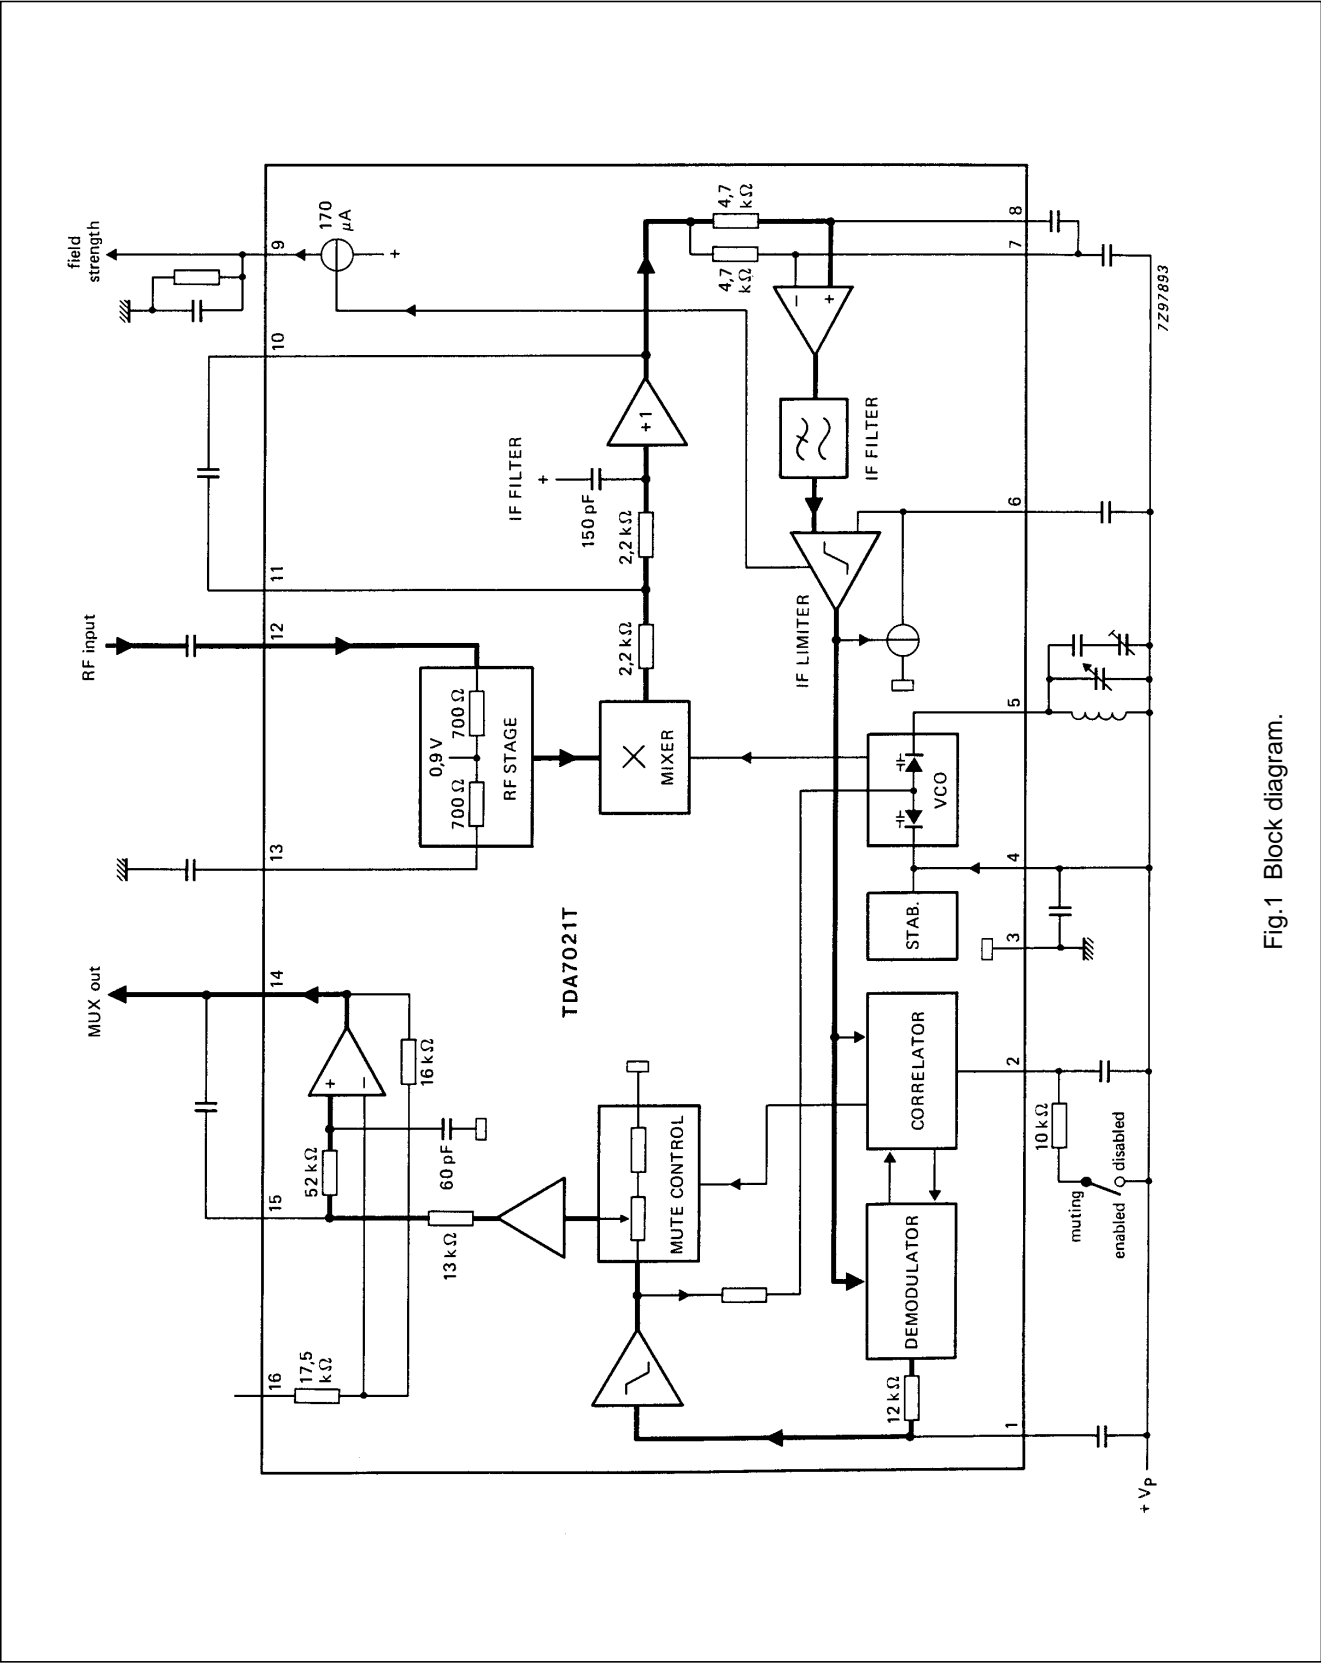 MUX out
RF input
field
strength
16
15
14
13
12
11
10
9
17,5
kΩ
52 kΩ
+
−
16 kΩ
60 pF
13 kΩ
0,9 V
700 Ω
700 Ω
RF STAGE
170
μA
+
TDA7021T
IF FILTER
+
150 pF
2,2 kΩ
2,2 kΩ
+1
MUTE CONTROL
MIXER
4,7
kΩ
4,7
kΩ
−
+
IF LIMITER
IF FILTER
12 kΩ
DEMODULATOR
CORRELATOR
STAB.
VCO
1
2
3
4
5
6
7
8
muting
10 kΩ
enabled
disabled
+ VP
7Z97893
Fig.1 Block diagram.